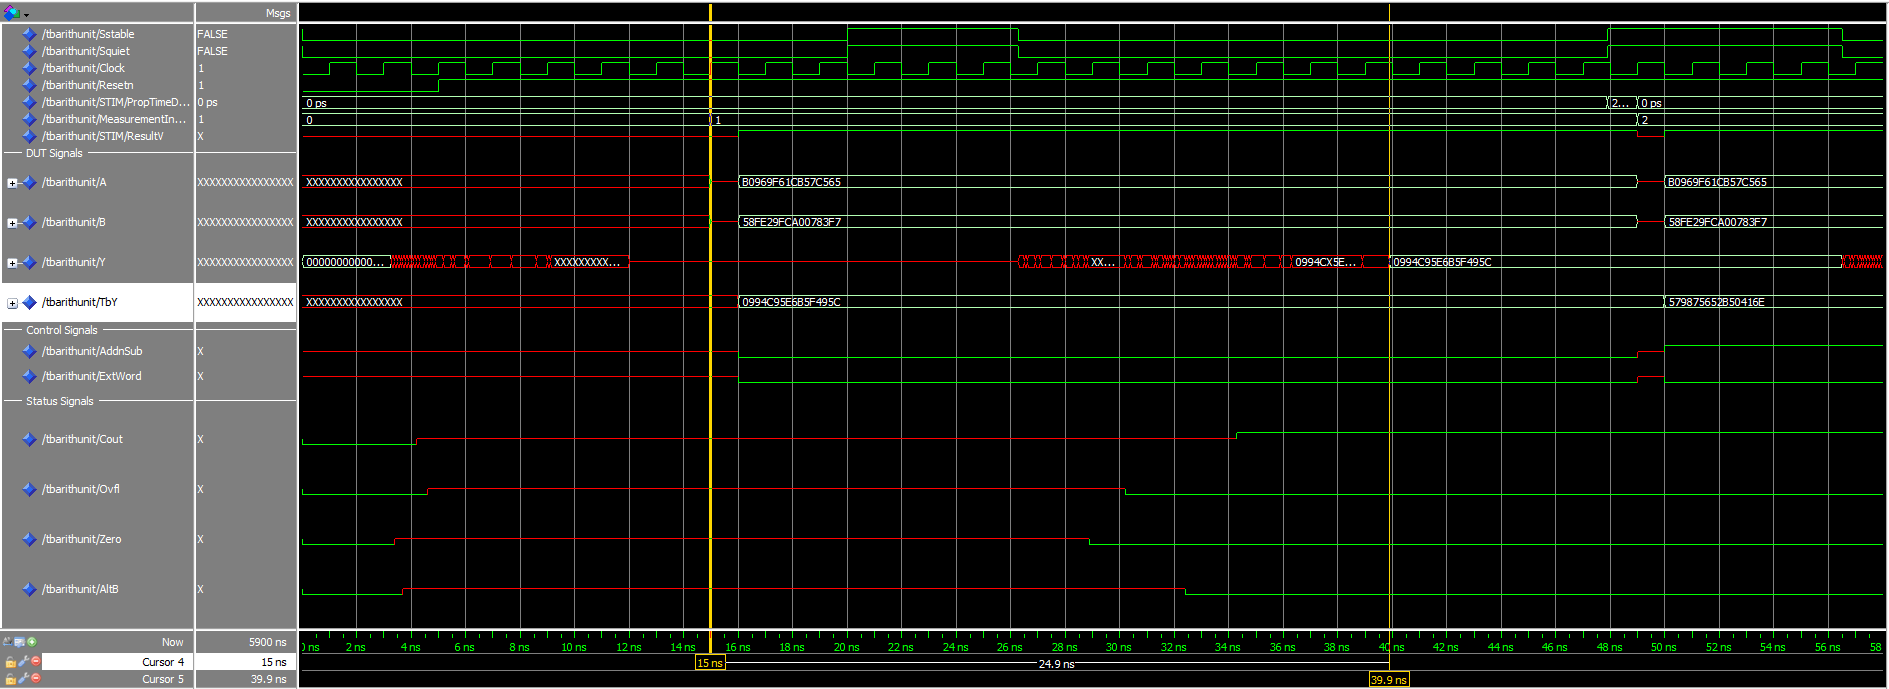 Msgs
/tbarithunit/Sstable FALSE
/tbarithunit/Squiet FALSE
/tbarithunit/Clock 1
/tbarithunit/Resetn 1
/tbarithunit/STIM/PropTimeD... 0 ps 0 ps 2... 0 ps
/tbarithunit/MeasurementIn... 1 0 1 2
/tbarithunit/STIM/ResultV X
DUT Signals
/tbarithunit/A XXXXXXXXXXXXXXXX XXXXXXXXXXXXXXXX B0969F61CB57C565 B0969F61CB57C565
/tbarithunit/B XXXXXXXXXXXXXXXX XXXXXXXXXXXXXXXX 58FE29FCA00783F7 58FE29FCA00783F7
/tbarithunit/Y XXXXXXXXXXXXXXXX 00000000000... XXXXXXXXX... XX... 0994CX5E... 0994C95E6B5F495C
/tbarithunit/TbY XXXXXXXXXXXXXXXX XXXXXXXXXXXXXXXX 0994C95E6B5F495C 579875652B50416E
Control Signals
/tbarithunit/AddnSub X
/tbarithunit/ExtWord X
Status Signals
/tbarithunit/Cout X
/tbarithunit/Ovfl X
/tbarithunit/Zero X
/tbarithunit/AltB X
Now 5900 ns
0 ns 2 ns 4 ns 6 ns 8 ns 10 ns 12 ns 14 ns 16 ns 18 ns 20 ns 22 ns 24 ns 26 ns 28 ns 30 ns 32 ns 34 ns 36 ns 38 ns 40 ns 42 ns 44 ns 46 ns 48 ns 50 ns 52 ns 54 ns 56 ns 58
Cursor 4 15 ns 15 ns 24.9 ns
Cursor 5 39.9 ns 39.9 ns